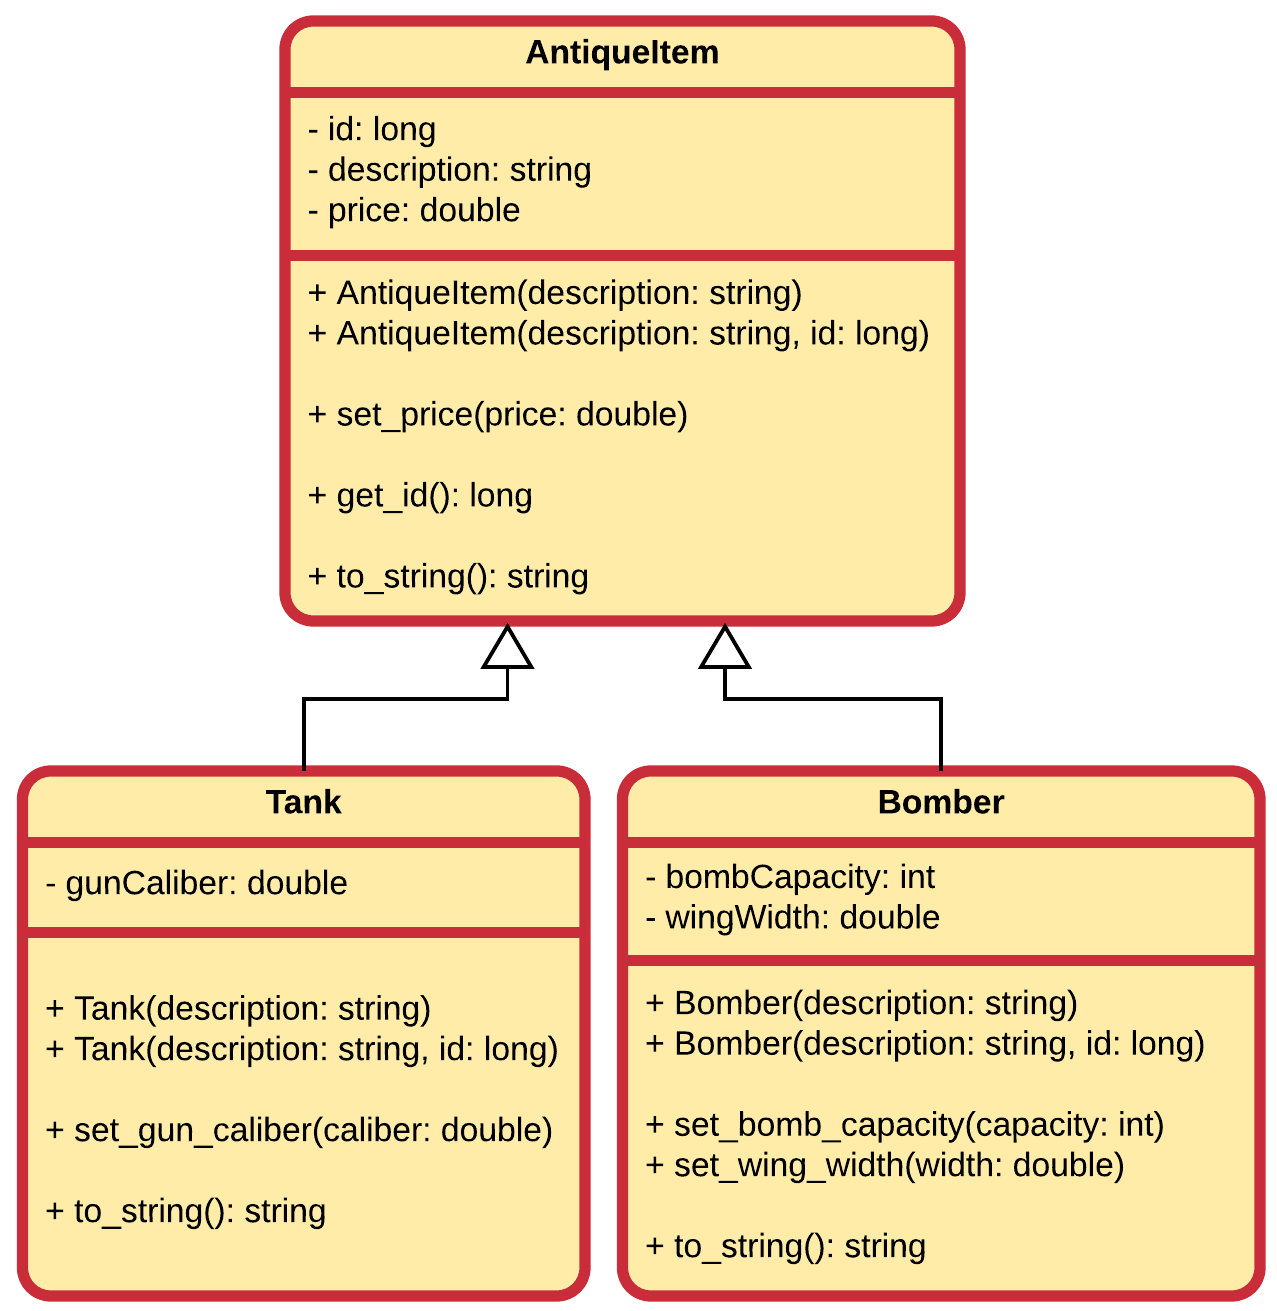 AntiqueItem
- id: long
- description: string
- price: double
+ AntiqueItem(description: string)
+ AntiqueItem(description: string, id: long)
+ set_price(price: double)
+ get_id(): long
+ to_string(): string
Tank
- gunCaliber: double
+ Tank(description: string)
+ Tank(description: string, id: long)
+ set_gun_caliber(caliber: double)
+ to_string(): string
Bomber
- bombCapacity: int
- wingWidth: double
+ Bomber(description: string)
+ Bomber(description: string, id: long)
+ set_bomb_capacity(capacity: int)
+ set_wing_width(width: double)
+ to_string(): string